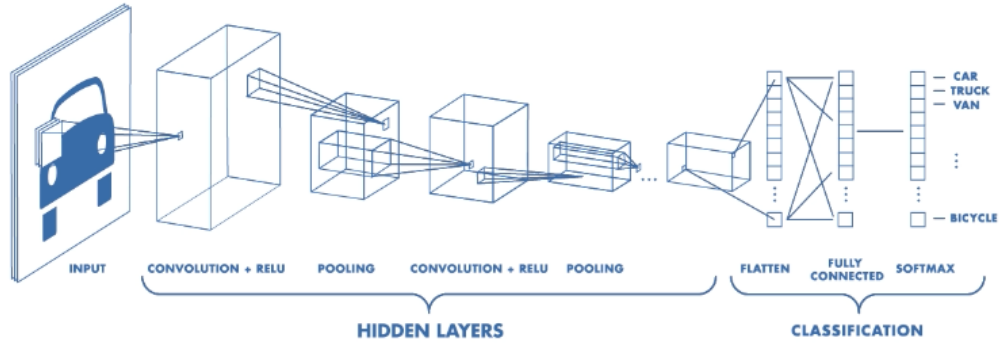 CAR
TRUCK
VAN
BICYCLE
INPUT
CONVOLUTION + RELU
POOLING
CONVOLUTION + RELU
POOLING
FLATTEN
FULLY
CONNECTED
SOFTMAX
HIDDEN LAYERS
CLASSIFICATION